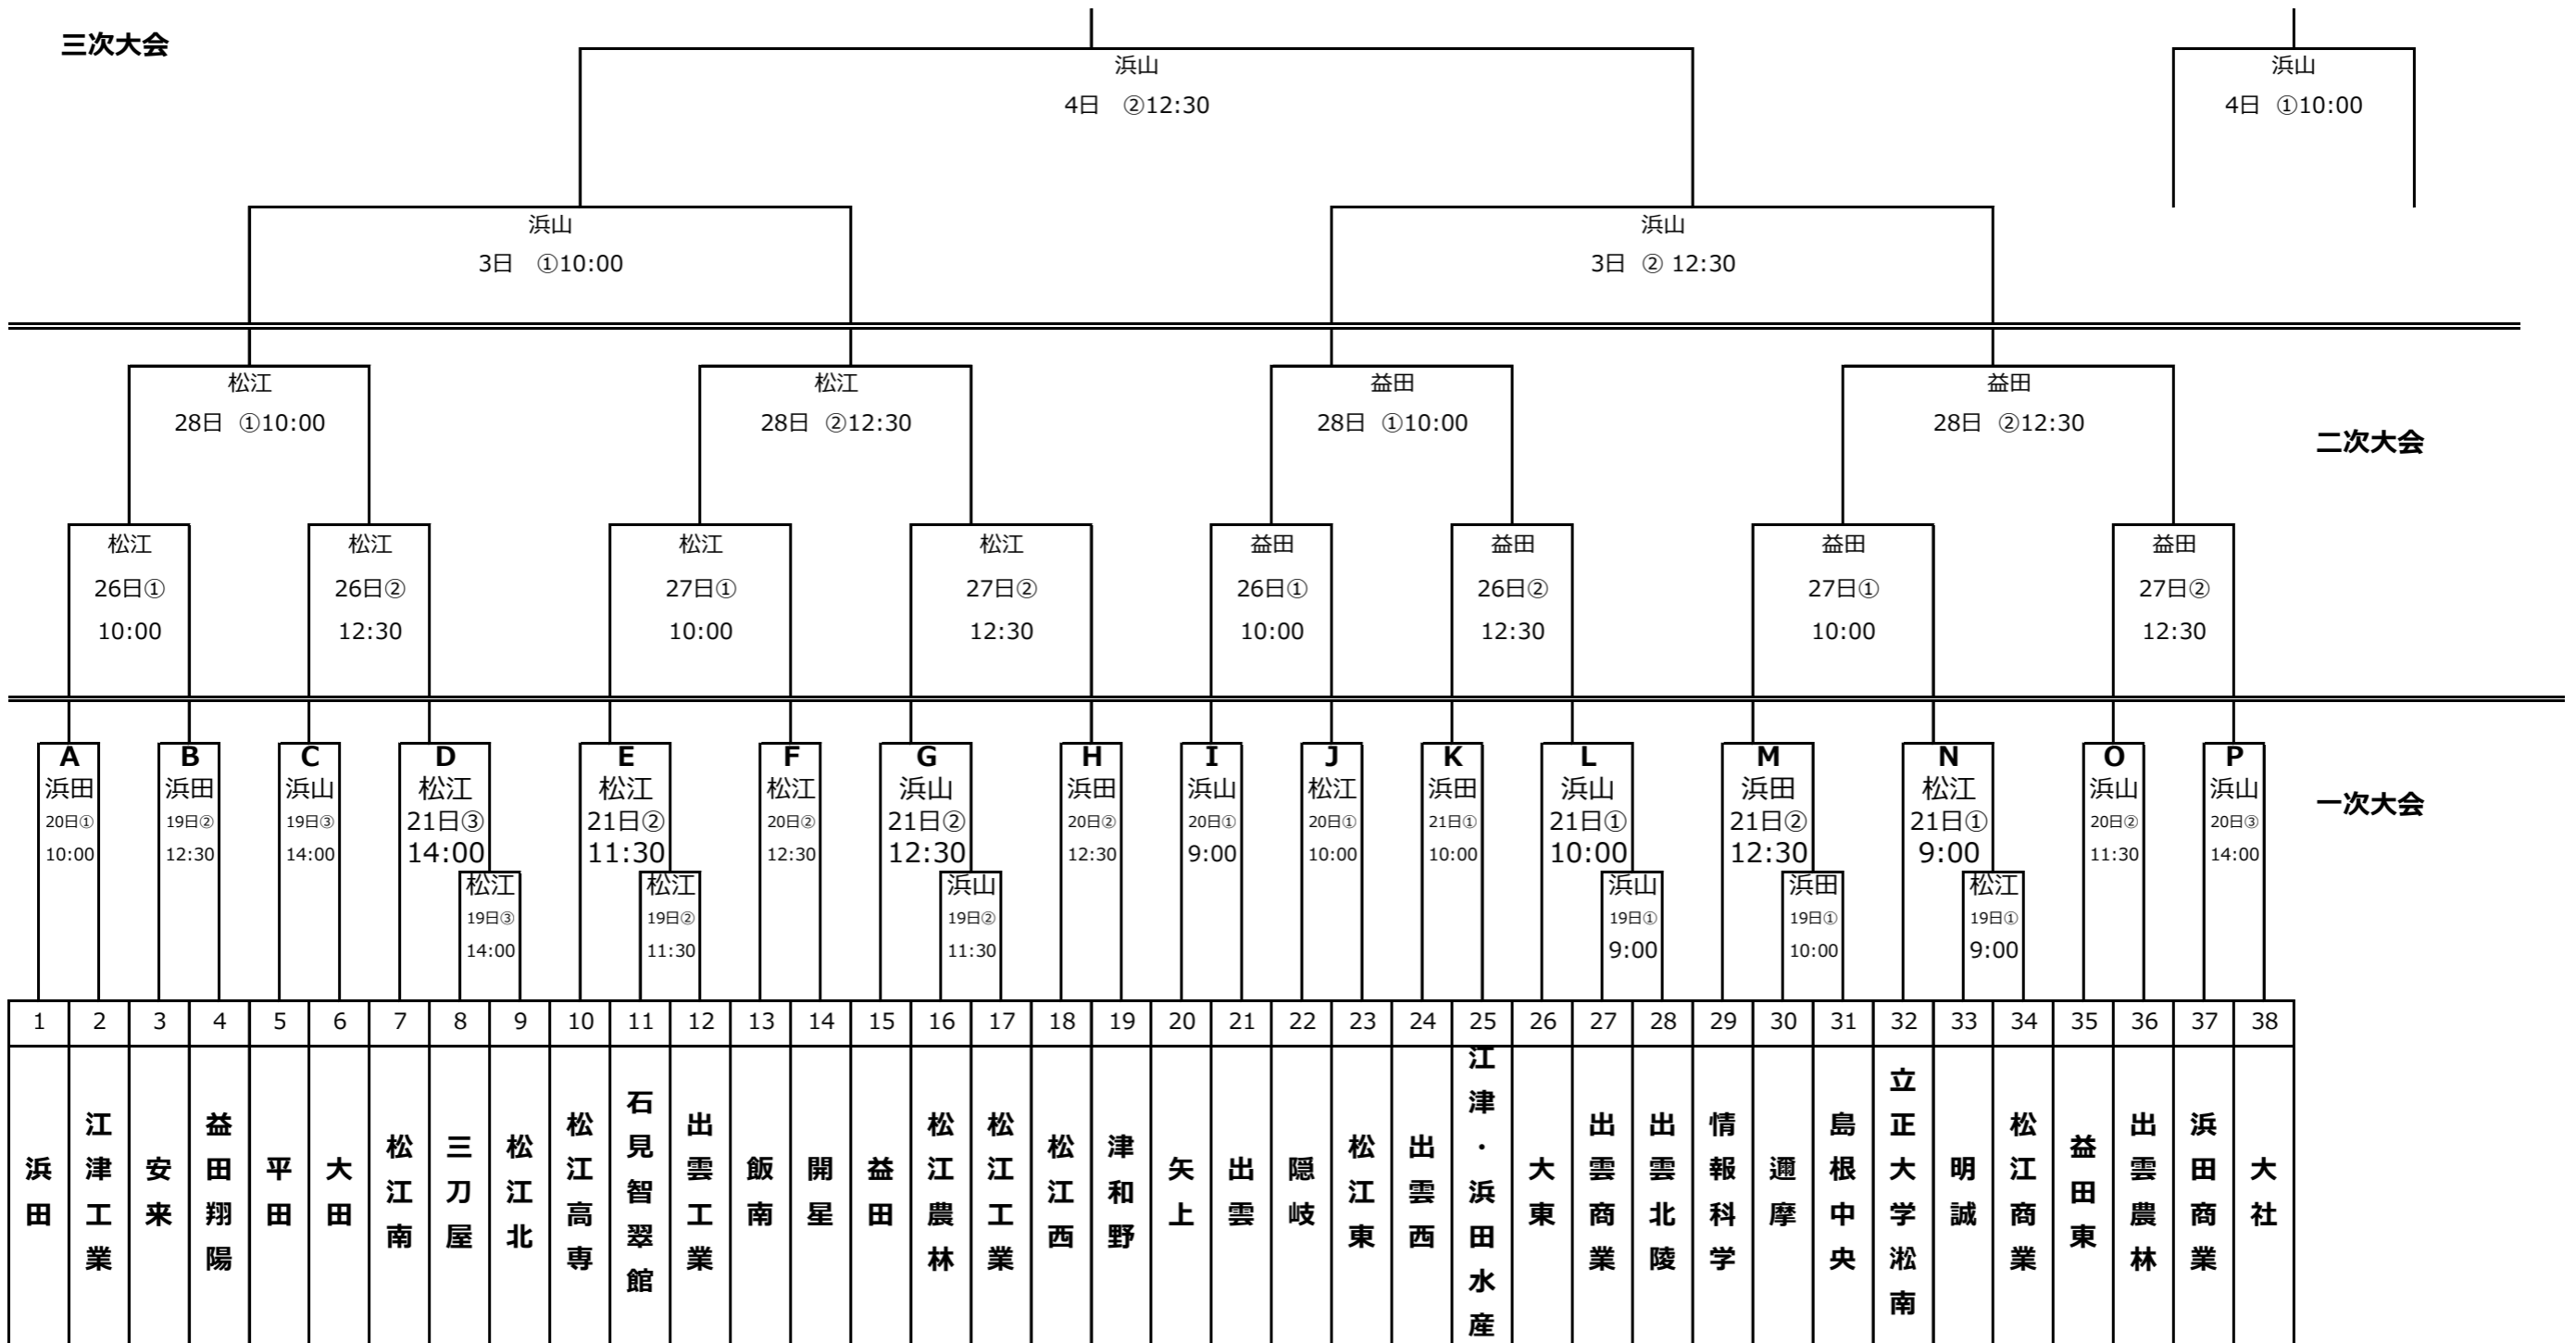 三次大会
浜山
4日 ②12:30
浜山
4日 ①10:00
浜山
3日 ①10:00
浜山
3日 ② 12:30
松江
28日 ①10:00
松江
28日 ②12:30
益田
28日 ①10:00
益田
28日 ②12:30
二次大会
松江
26日①
10:00
松江
26日②
12:30
松江
27日①
10:00
松江
27日②
12:30
益田
26日①
10:00
益田
26日②
12:30
益田
27日①
10:00
益田
27日②
12:30
一次大会
A
浜田
20日①
10:00
B
浜田
19日②
12:30
C
浜山
19日③
14:00
D
松江
21日③
14:00
松江
19日③
14:00
E
松江
21日②
11:30
松江
19日②
11:30
F
松江
20日②
12:30
G
浜山
21日②
12:30
浜山
19日②
11:30
H
浜田
20日②
12:30
I
浜山
20日①
9:00
J
松江
20日①
10:00
K
浜田
21日①
10:00
L
浜山
21日①
10:00
浜山
19日①
9:00
M
浜田
21日②
12:30
浜田
19日①
10:00
N
松江
21日①
9:00
松江
19日①
9:00
O
浜山
20日②
11:30
P
浜山
20日③
14:00
1 2 3 4 5 6 7 8 9 10 11 12 13 14 15 16 17 18 19 20 21 22 23 24 25 26 27 28 29 30 31 32 33 34 35 36 37 38
浜田
江津工業
安来
益田翔陽
平田
大田
松江南
三刀屋
松江北
松江高専
石見智翠館
出雲工業
飯南
開星
益田
松江農林
松江工業
松江西
津和野
矢上
出雲
隠岐
松江東
出雲西
江津・浜田水産
大東
出雲商業
出雲北陵
情報科学
邇摩
島根中央
立正大学淞南
明誠
松江商業
益田東
出雲農林
浜田商業
大社